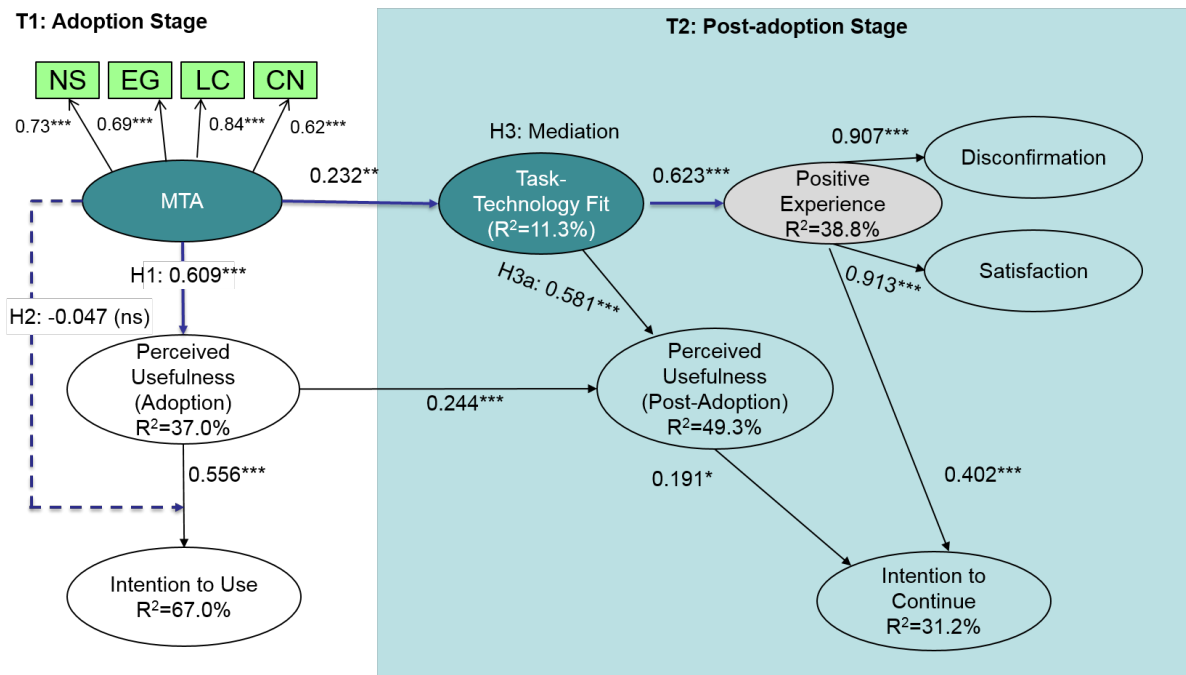 T1: Adoption Stage
T2: Post-adoption Stage
NS
EG
LC
CN
0.73***
0.69***
0.84***
0.62***
H3: Mediation
0.907***
Disconfirmation
MTA
0.232**
Task-
Technology Fit
(R²=11.3%)
0.623***
Positive
Experience
R²=38.8%
H1: 0.609***
H3a: 0.581***
0.913***
Satisfaction
H2: -0.047 (ns)
Perceived
Usefulness
(Adoption)
R²=37.0%
0.244***
Perceived
Usefulness
(Post-Adoption)
R²=49.3%
0.556***
0.191*
0.402***
Intention to Use
R²=67.0%
Intention to
Continue
R²=31.2%